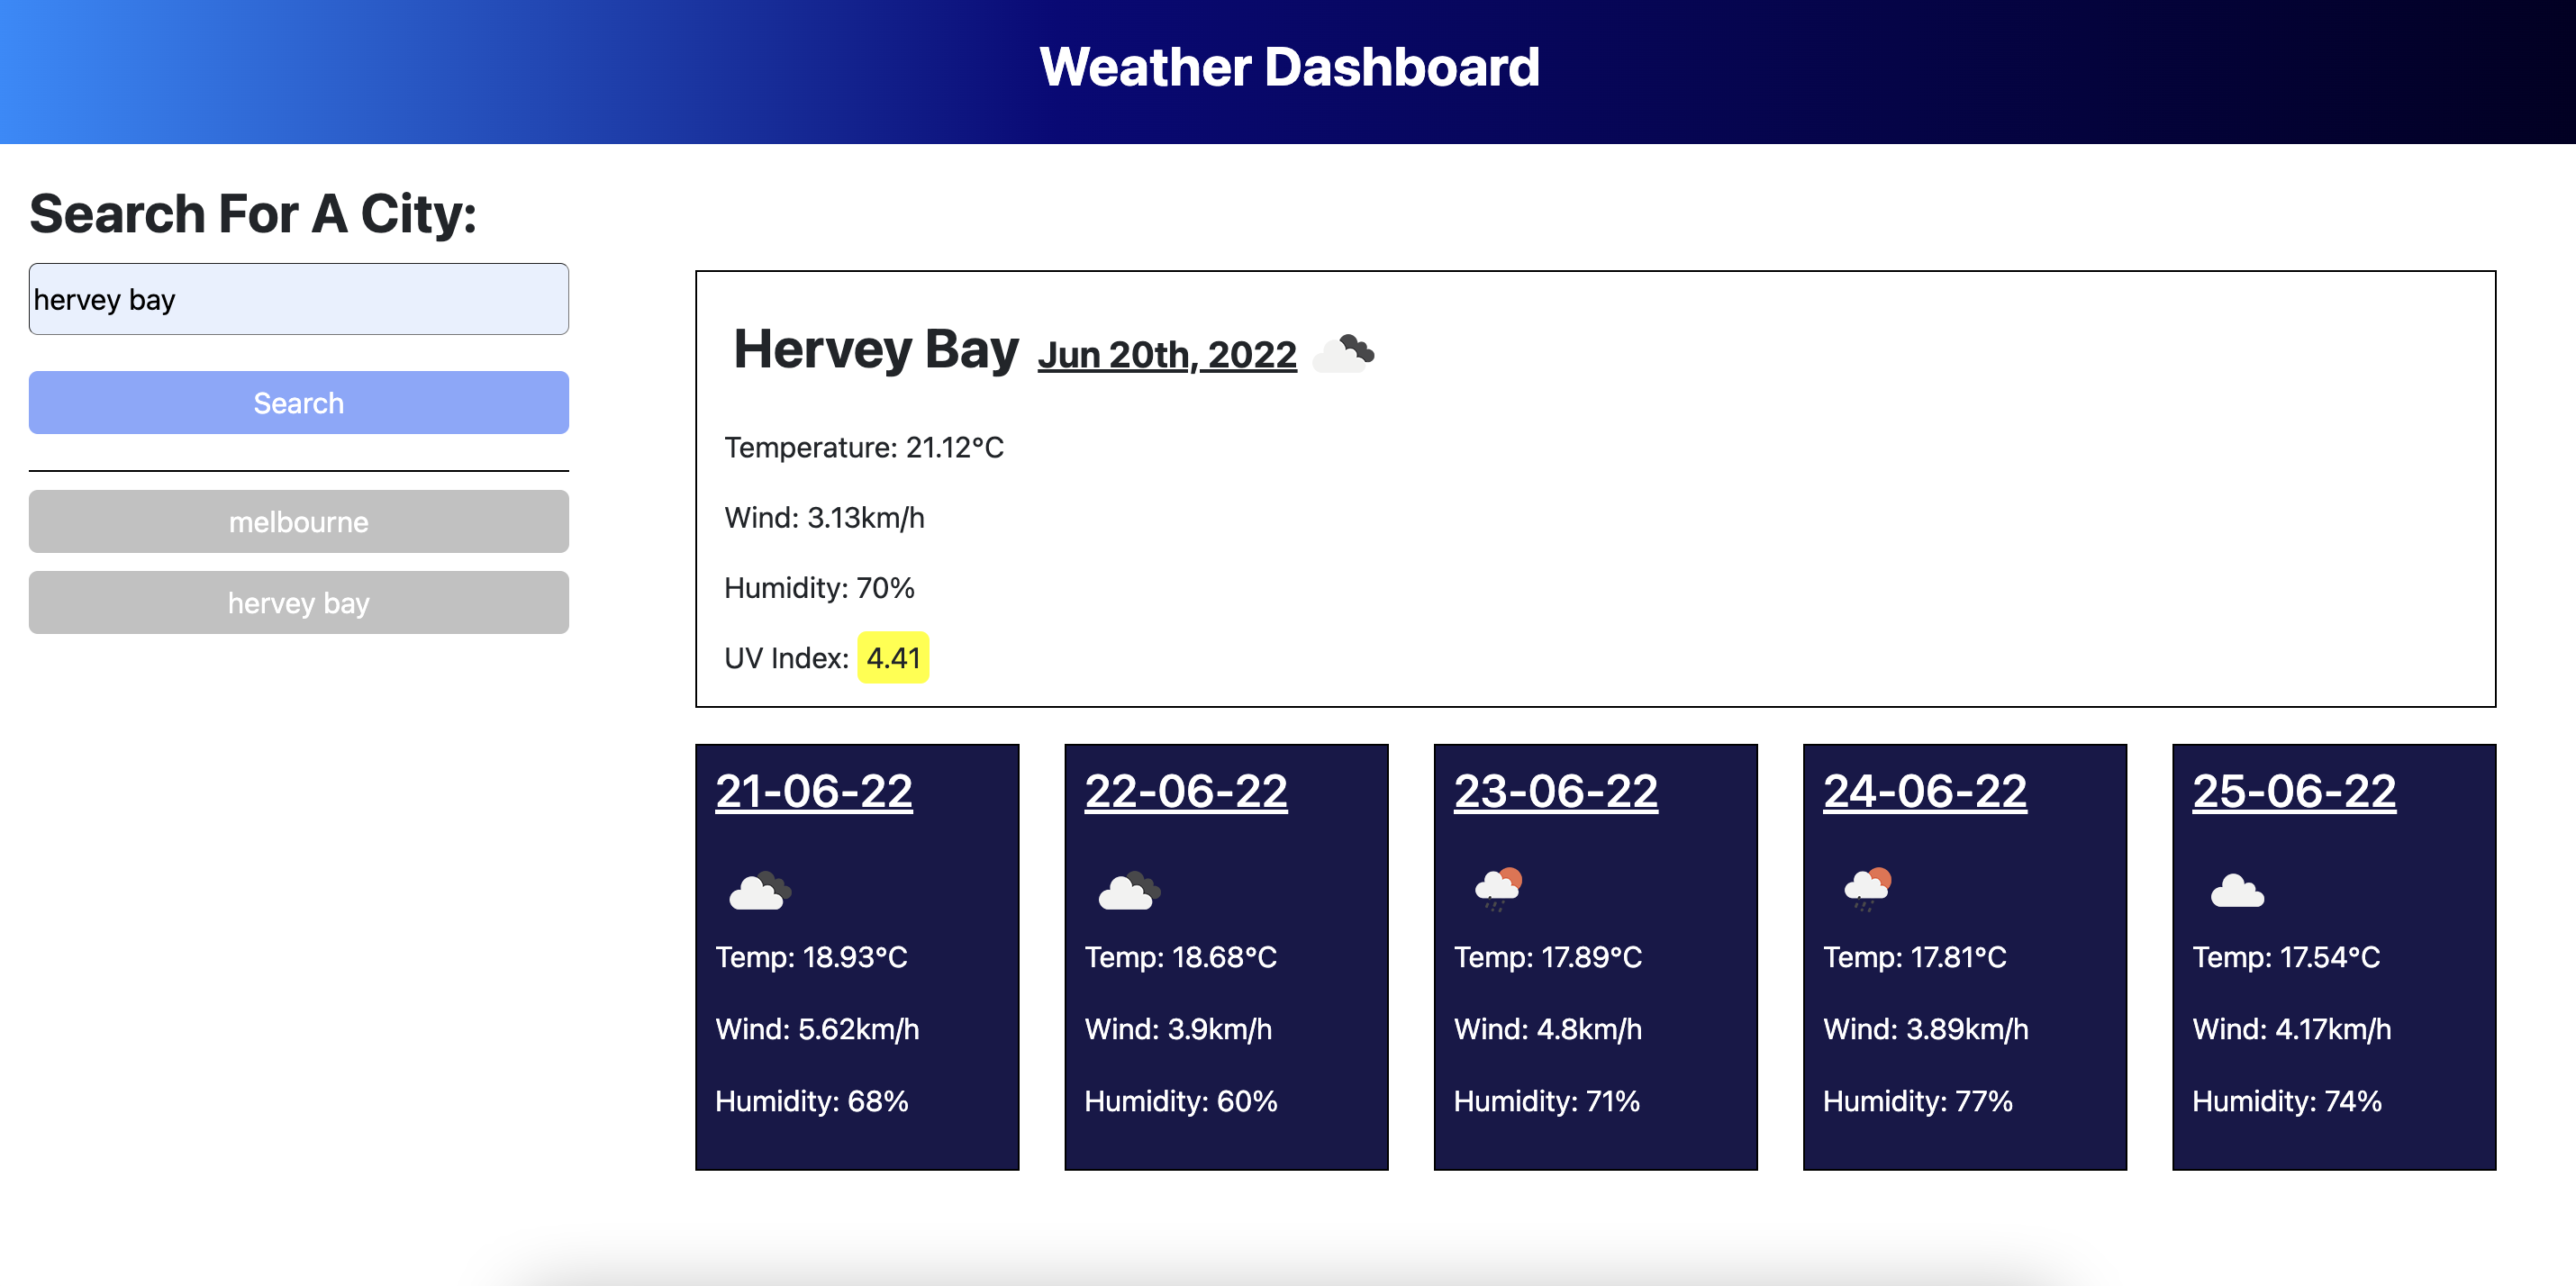 Weather Dashboard
Search For A City:
hervey bay
Search
melbourne
hervey bay
Hervey Bay Jun 20th, 2022
Temperature: 21.12°C
Wind: 3.13km/h
Humidity: 70%
UV Index: 4.41
21-06-22
Temp: 18.93°C
Wind: 5.62km/h
Humidity: 68%
22-06-22
Temp: 18.68°C
Wind: 3.9km/h
Humidity: 60%
23-06-22
Temp: 17.89°C
Wind: 4.8km/h
Humidity: 71%
24-06-22
Temp: 17.81°C
Wind: 3.89km/h
Humidity: 77%
25-06-22
Temp: 17.54°C
Wind: 4.17km/h
Humidity: 74%